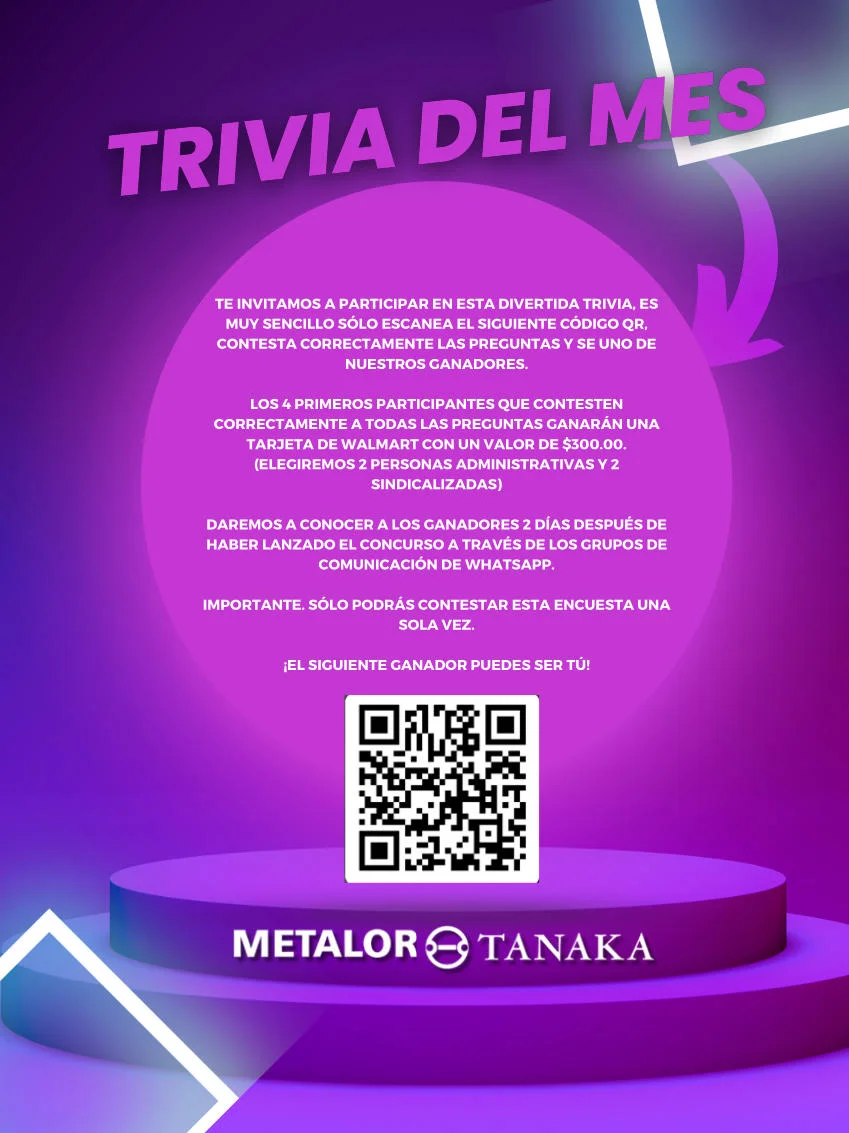 TRIVIA DEL MES
TE INVITAMOS A PARTICIPAR EN ESTA DIVERTIDA TRIVIA, ES
MUY SENCILLO SÓLO ESCANEA EL SIGUIENTE CÓDIGO QR,
CONTESTA CORRECTAMENTE LAS PREGUNTAS Y SE UNO DE
NUESTROS GANADORES.
LOS 4 PRIMEROS PARTICIPANTES QUE CONTESTEN
CORRECTAMENTE A TODAS LAS PREGUNTAS GANARÁN UNA
TARJETA DE WALMART CON UN VALOR DE $300.00.
(ELEGIREMOS 2 PERSONAS ADMINISTRATIVAS Y 2
SINDICALIZADAS)
DAREMOS A CONOCER A LOS GANADORES 2 DÍAS DESPUÉS DE
HABER LANZADO EL CONCURSO A TRAVÉS DE LOS GRUPOS DE
COMUNICACIÓN DE WHATSAPP.
IMPORTANTE. SÓLO PODRÁS CONTESTAR ESTA ENCUESTA UNA
SOLA VEZ.
¡EL SIGUIENTE GANADOR PUEDES SER TÚ!
METALOR TANAKA